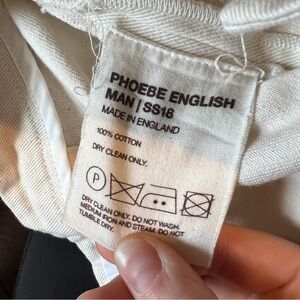 PHOEBE ENGLISH
MAN | SS18
MADE IN ENGLAND
100% COTTON
DRY CLEAN ONLY.
P
DRY CLEAN ONLY. DO NOT WASH.
MEDIUM IRON AND STEAM. DO NOT
TUMBLE DRY.